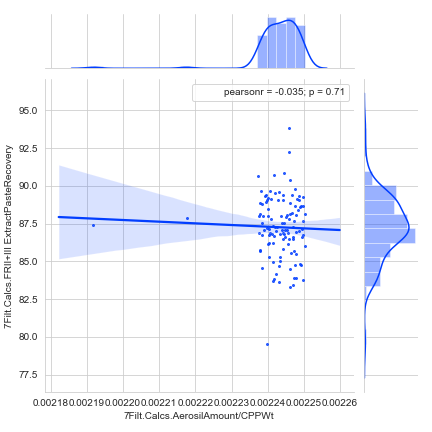 pearsonr = -0.035; p = 0.71
95.0
92.5
90.0
87.5
85.0
82.5
80.0
77.5
7Filt.Calcs.FRII+III ExtractPasteRecovery
0.00218 0.00219 0.00220 0.00221 0.00222 0.00223 0.00224 0.00225 0.00226
7Filt.Calcs.AerosilAmount/CPPWt